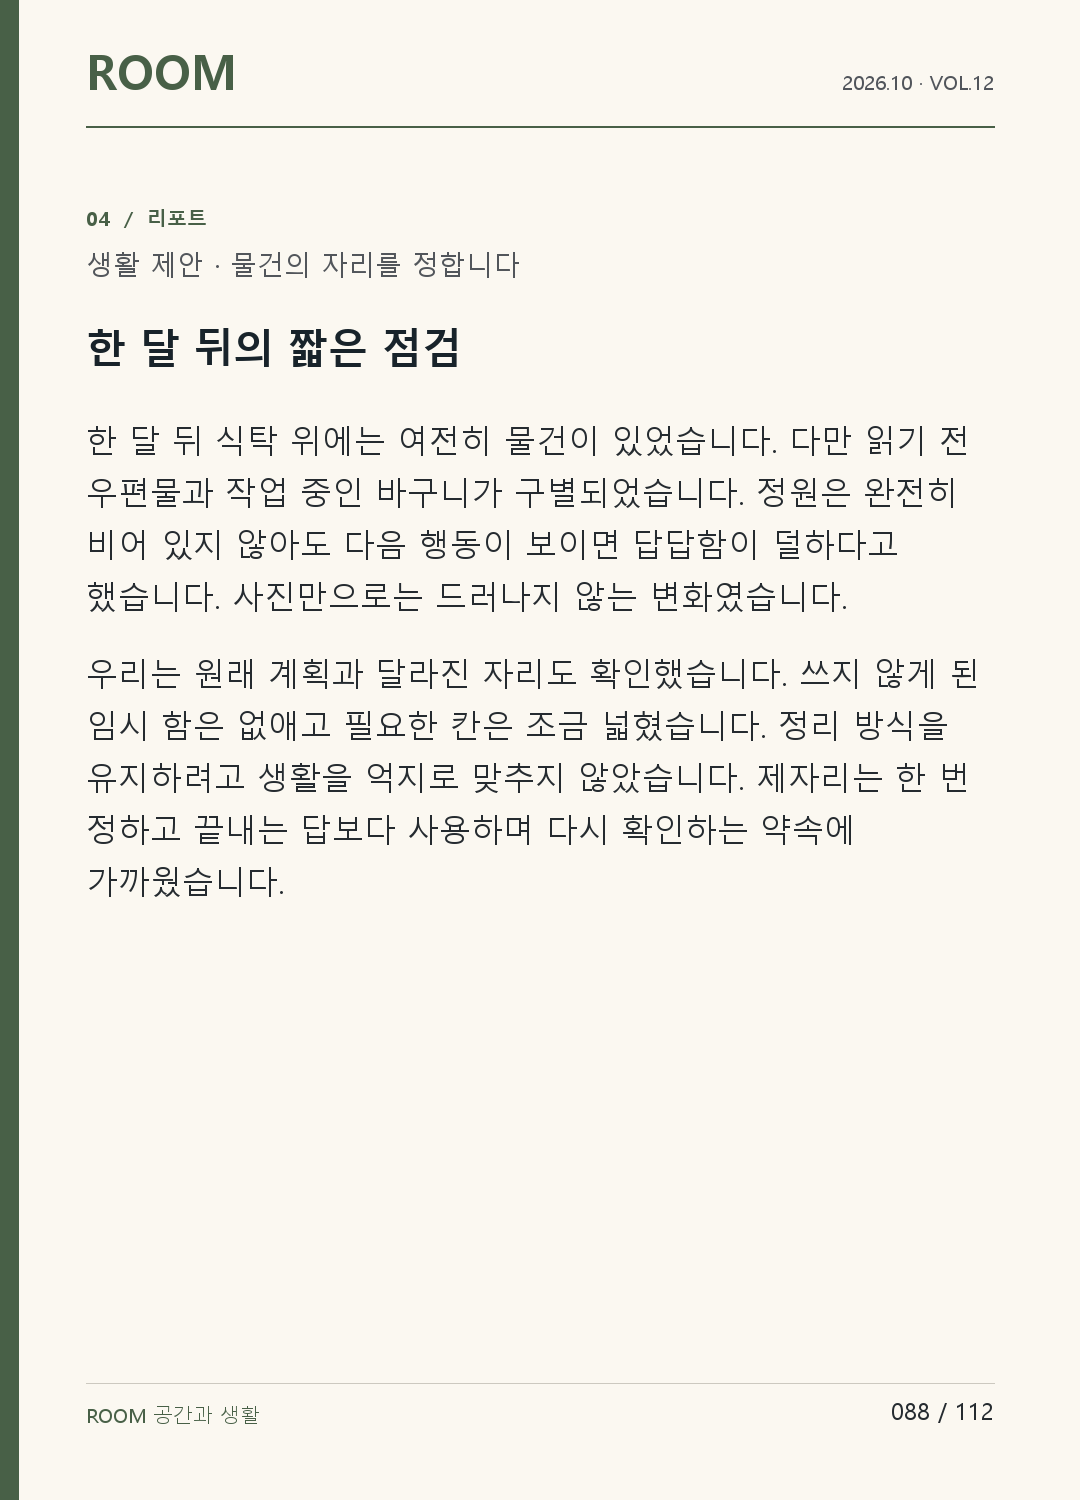 ROOM
2026.10 · VOL.12
04 / 리포트
생활 제안 · 물건의 자리를 정합니다
한 달 뒤의 짧은 점검
한 달 뒤 식탁 위에는 여전히 물건이 있었습니다. 다만 읽기 전
우편물과 작업 중인 바구니가 구별되었습니다. 정원은 완전히
비어 있지 않아도 다음 행동이 보이면 답답함이 덜하다고
했습니다. 사진만으로는 드러나지 않는 변화였습니다.
우리는 원래 계획과 달라진 자리도 확인했습니다. 쓰지 않게 된
임시 함은 없애고 필요한 칸은 조금 넓혔습니다. 정리 방식을
유지하려고 생활을 억지로 맞추지 않았습니다. 제자리는 한 번
정하고 끝내는 답보다 사용하며 다시 확인하는 약속에
가까웠습니다.
ROOM 공간과 생활
088 / 112